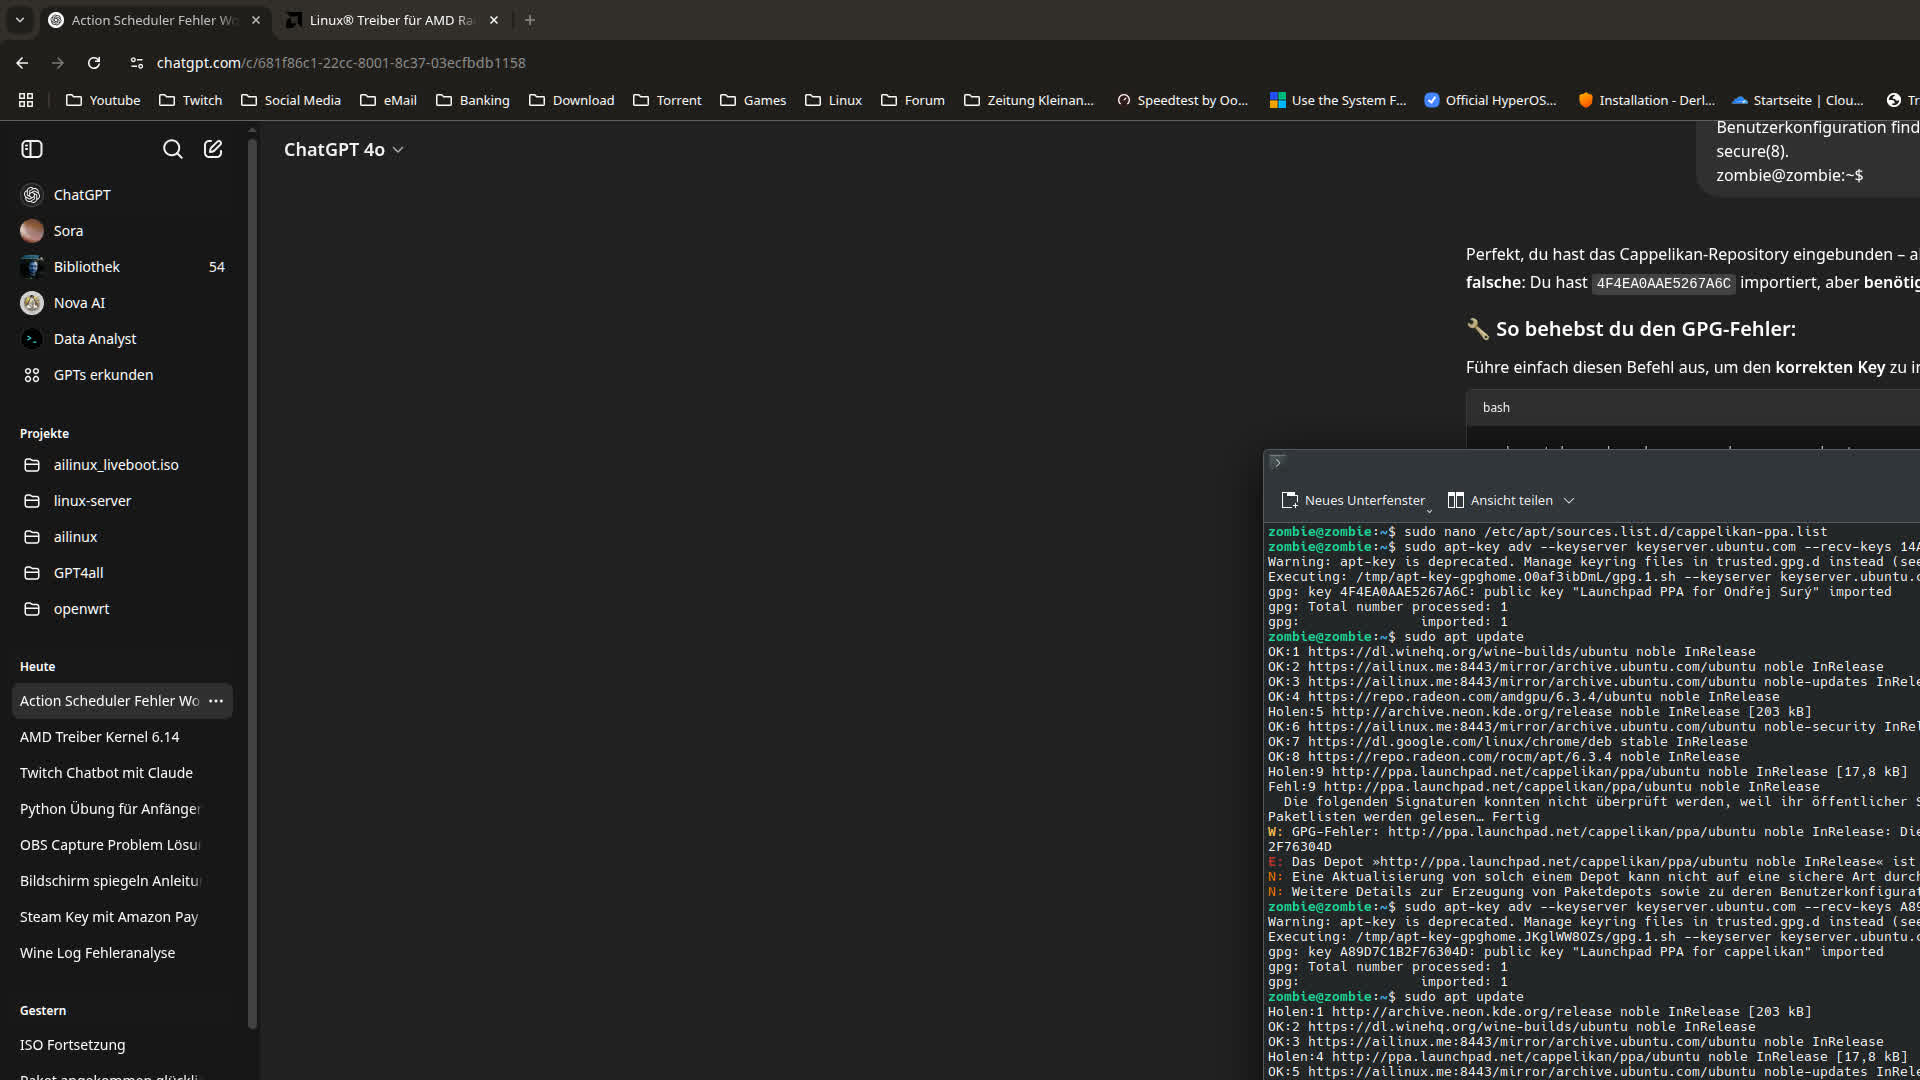 Action Scheduler Fehler Wo
Linux® Treiber für AMD Ra
chatgpt.com/c/681f86c1-22cc-8001-8c37-03ecfbdb1158
Youtube
Twitch
Social Media
eMail
Banking
Download
Torrent
Games
Linux
Forum
Zeitung Kleinan...
Speedtest by Oo...
Use the System F...
Official HyperOS...
Installation - Derl...
Startseite | Clou...
Tr
ChatGPT 4o
ChatGPT
Sora
Bibliothek 54
Nova AI
Data Analyst
GPTs erkunden
Projekte
ailinux_liveboot.iso
linux-server
ailinux
GPT4all
openwrt
Heute
Action Scheduler Fehler Wo
AMD Treiber Kernel 6.14
Twitch Chatbot mit Claude
Python Übung für Anfänger
OBS Capture Problem Lösu
Bildschirm spiegeln Anleitu
Steam Key mit Amazon Pay
Wine Log Fehleranalyse
Gestern
ISO Fortsetzung
Benutzerkonfiguration find
secure(8).
zombie@zombie:~$
Perfekt, du hast das Cappelikan-Repository eingebunden – a
falsche: Du hast 4F4EA0AAE5267A6C importiert, aber benötig
🔧 So behebst du den GPG-Fehler:
Führe einfach diesen Befehl aus, um den korrekten Key zu i
bash
Neues Unterfenster
Ansicht teilen
zombie@zombie:~$ sudo nano /etc/apt/sources.list.d/cappelikan-ppa.list
zombie@zombie:~$ sudo apt-key adv --keyserver keyserver.ubuntu.com --recv-keys 14A
Warning: apt-key is deprecated. Manage keyring files in trusted.gpg.d instead (see
Executing: /tmp/apt-key-gpghome.O0af3ibDmL/gpg.1.sh --keyserver keyserver.ubuntu.c
gpg: key 4F4EA0AAE5267A6C: public key "Launchpad PPA for Ondřej Surý" imported
gpg: Total number processed: 1
gpg: imported: 1
zombie@zombie:~$ sudo apt update
OK:1 https://dl.winehq.org/wine-builds/ubuntu noble InRelease
OK:2 https://ailinux.me:8443/mirror/archive.ubuntu.com/ubuntu noble InRelease
OK:3 https://ailinux.me:8443/mirror/archive.ubuntu.com/ubuntu noble-updates InRele
OK:4 https://repo.radeon.com/amdgpu/6.3.4/ubuntu noble InRelease
Holen:5 http://archive.neon.kde.org/release noble InRelease [203 kB]
OK:6 https://ailinux.me:8443/mirror/archive.ubuntu.com/ubuntu noble-security InRel
OK:7 https://dl.google.com/linux/chrome/deb stable InRelease
OK:8 https://repo.radeon.com/rocm/apt/6.3.4 noble InRelease
Holen:9 http://ppa.launchpad.net/cappelikan/ppa/ubuntu noble InRelease [17,8 kB]
Fehl:9 http://ppa.launchpad.net/cappelikan/ppa/ubuntu noble InRelease
Die folgenden Signaturen konnten nicht überprüft werden, weil ihr öffentlicher S
Paketlisten werden gelesen… Fertig
W: GPG-Fehler: http://ppa.launchpad.net/cappelikan/ppa/ubuntu noble InRelease: Die
2F76304D
E: Das Depot »http://ppa.launchpad.net/cappelikan/ppa/ubuntu noble InRelease« ist
N: Eine Aktualisierung von solch einem Depot kann nicht auf eine sichere Art durch
N: Weitere Details zur Erzeugung von Paketdepots sowie zu deren Benutzerkonfigurat
zombie@zombie:~$ sudo apt-key adv --keyserver keyserver.ubuntu.com --recv-keys A89
Warning: apt-key is deprecated. Manage keyring files in trusted.gpg.d instead (see
Executing: /tmp/apt-key-gpghome.JKglWW8OZs/gpg.1.sh --keyserver keyserver.ubuntu.c
gpg: key A89D7C1B2F76304D: public key "Launchpad PPA for cappelikan" imported
gpg: Total number processed: 1
gpg: imported: 1
zombie@zombie:~$ sudo apt update
Holen:1 http://archive.neon.kde.org/release noble InRelease [203 kB]
OK:2 https://dl.winehq.org/wine-builds/ubuntu noble InRelease
OK:3 https://ailinux.me:8443/mirror/archive.ubuntu.com/ubuntu noble InRelease
Holen:4 http://ppa.launchpad.net/cappelikan/ppa/ubuntu noble InRelease [17,8 kB]
OK:5 https://ailinux.me:8443/mirror/archive.ubuntu.com/ubuntu noble-updates InRele